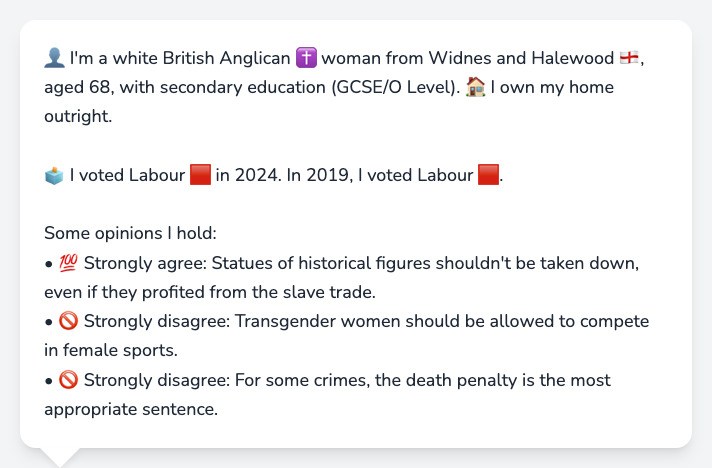 👤 I'm a white British Anglican ✝️ woman from Widnes and Halewood 🏴󠁧󠁢󠁥󠁮󠁧󠁿,
aged 68, with secondary education (GCSE/O Level). 🏠 I own my home
outright.
🗳️ I voted Labour 🟥 in 2024. In 2019, I voted Labour 🟥.
Some opinions I hold:
• 💯 Strongly agree: Statues of historical figures shouldn't be taken down,
even if they profited from the slave trade.
• 🚫 Strongly disagree: Transgender women should be allowed to compete
in female sports.
• 🚫 Strongly disagree: For some crimes, the death penalty is the most
appropriate sentence.